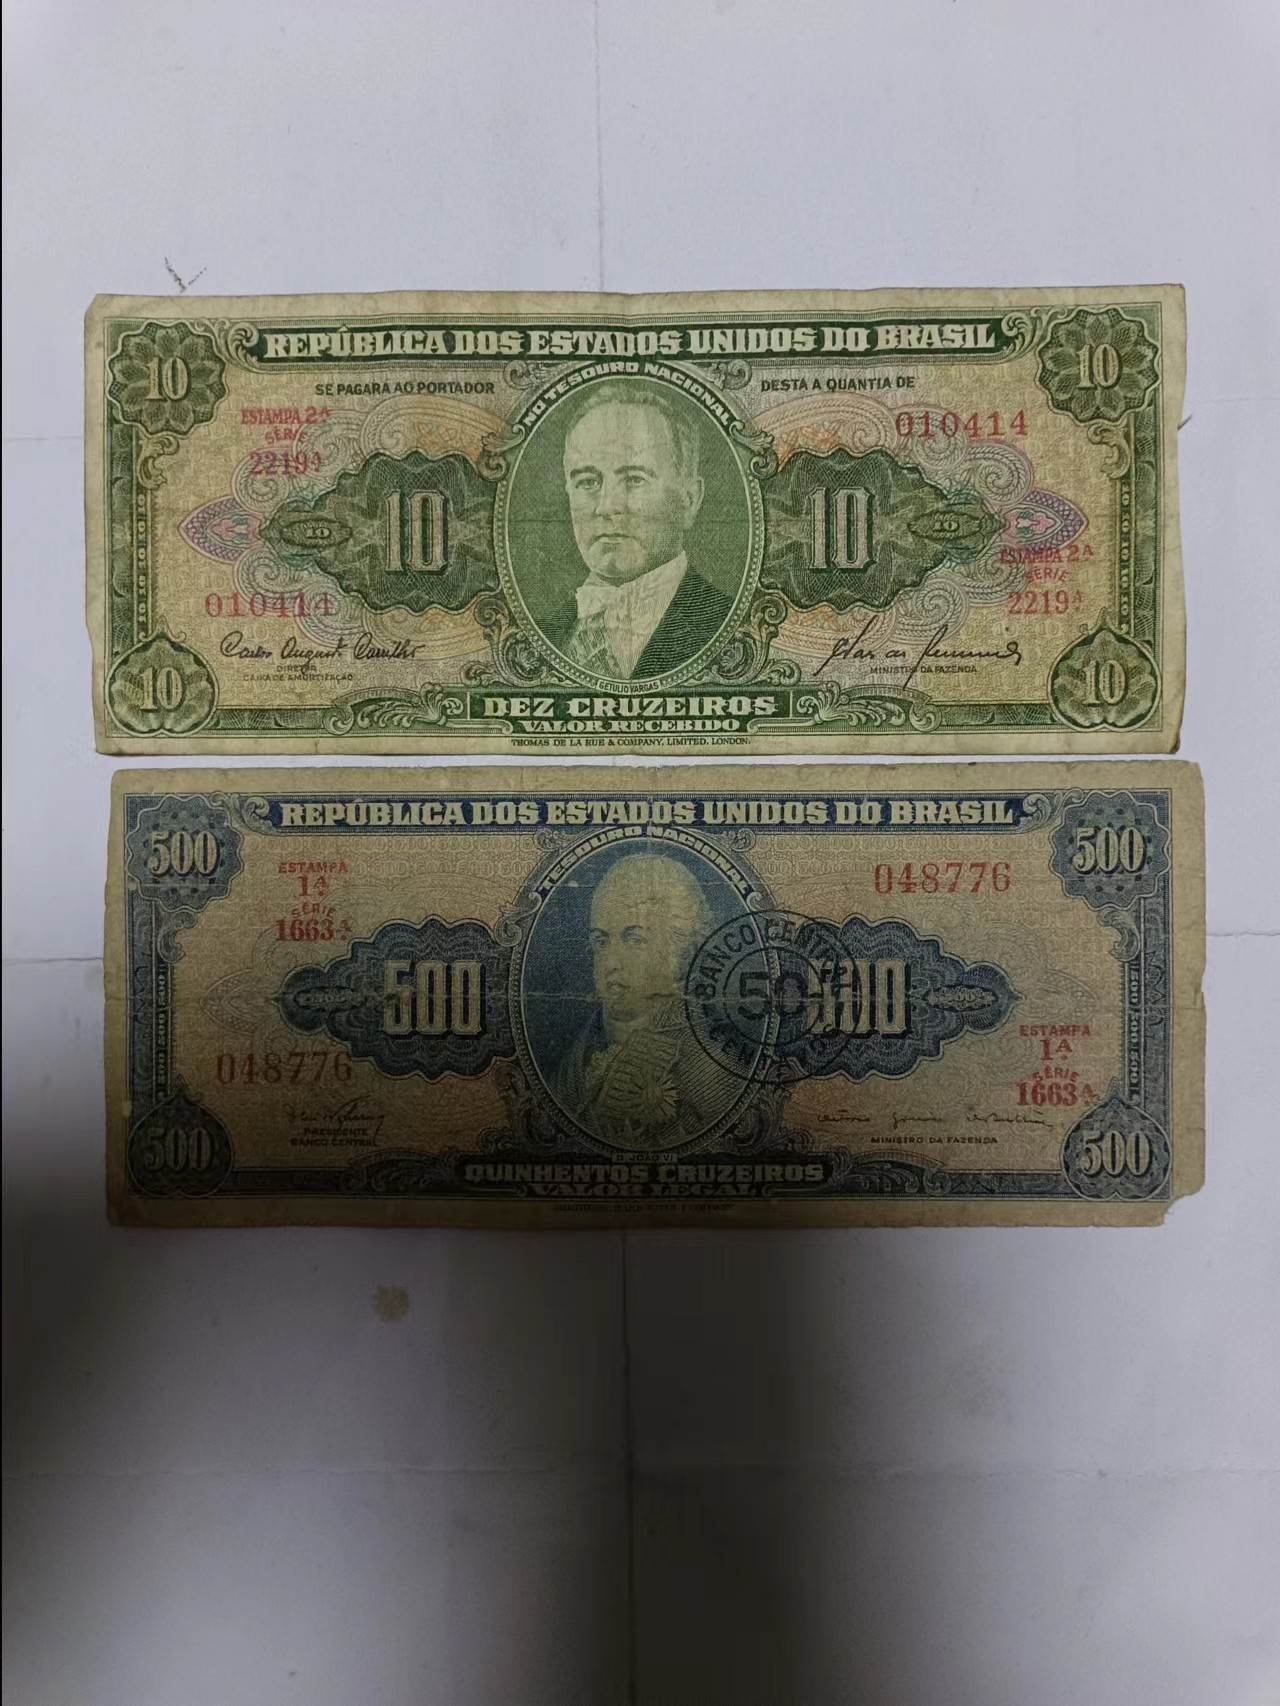 REPÚBLICA DOS ESTADOS UNIDOS DO BRASIL
10
10
SE PAGARÁ AO PORTADOR
NO TESOURO NACIONAL
DESTA A QUANTIA DE
ESTAMPA 2ª
SÉRIE
2219ª
010414
10
10
10
10
ESTAMPA 2ª
SÉRIE
2219ª
010414
DIRETOR
CAIXA DE AMORTIZAÇÃO
MINISTRO DA FAZENDA
GETULIO VARGAS
10
10
DEZ CRUZEIROS
VALOR RECEBIDO
THOMAS DE LA RUE & COMPANY, LIMITED, LONDON.
REPÚBLICA DOS ESTADOS UNIDOS DO BRASIL
500
500
TESOURO NACIONAL
ESTAMPA
1ª
SÉRIE
1663ª
048776
500
500
BANCO CENTRAL
50
CENTAVOS
048776
ESTAMPA
1ª
SÉRIE
1663ª
PRESIDENTE
BANCO CENTRAL
MINISTRO DA FAZENDA
D. JOÃO VI
500
500
QUINHENTOS CRUZEIROS
VALOR LEGAL